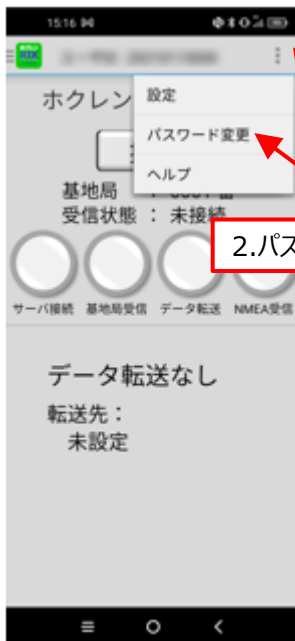 15:16
ホクレン
設定
パスワード変更
ヘルプ
基地局
受信状態 : 未接続
2.パス
サーバ接続 基地局受信 データ転送 NMEA受信
データ転送なし
転送先:
未設定